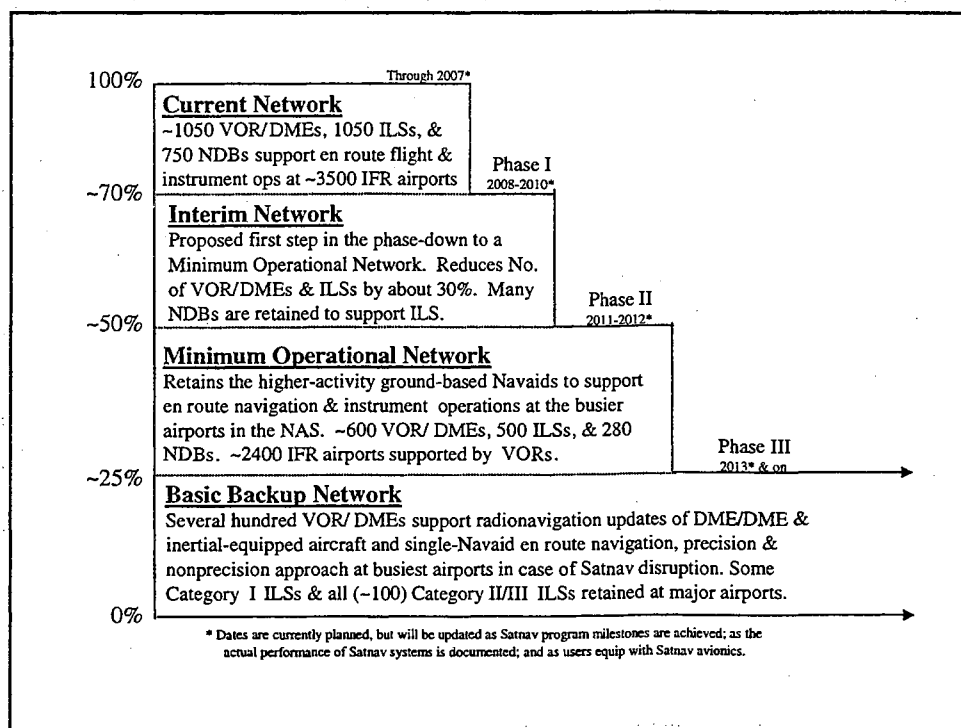 Through 2007*
100%
Current Network
~1050 VOR/DMEs, 1050 ILSs, &
750 NDBs support en route flight &
instrument ops at ~3500 IFR airports
Phase I
2008-2010*
~70%
Interim Network
Proposed first step in the phase-down to a
Minimum Operational Network. Reduces No.
of VOR/DMEs & ILSs by about 30%. Many
NDBs are retained to support ILS.
Phase II
2011-2012*
~50%
Minimum Operational Network
Retains the higher-activity ground-based Navaids to support
en route navigation & instrument operations at the busier
airports in the NAS. ~600 VOR/ DMEs, 500 ILSs, & 280
NDBs. ~2400 IFR airports supported by VORs.
Phase III
2013* & on
~25%
Basic Backup Network
Several hundred VOR/ DMEs support radionavigation updates of DME/DME &
inertial-equipped aircraft and single-Navaid en route navigation, precision &
nonprecision approach at busiest airports in case of Satnav disruption. Some
Category I ILSs & all (~100) Category II/III ILSs retained at major airports.
0%
* Dates are currently planned, but will be updated as Satnav program milestones are achieved; as the
actual performance of Satnav systems is documented; and as users equip with Satnav avionics.